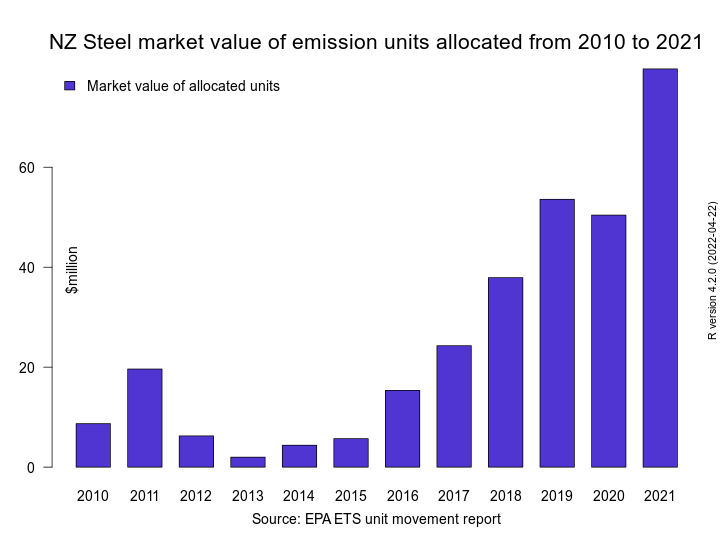 NZ Steel market value of emission units allocated from 2010 to 2021
Market value of allocated units
60
40
20
0
$million
2010 2011 2012 2013 2014 2015 2016 2017 2018 2019 2020 2021
Source: EPA ETS unit movement report
R version 4.2.0 (2022-04-22)